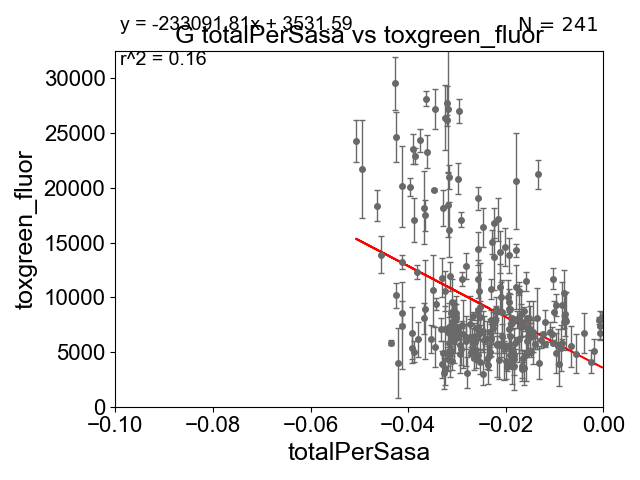 y = -233091.81x + 3531.59
N = 241
G totalPerSasa vs toxgreen_fluor
r^2 = 0.16
30000
25000
20000
15000
10000
5000
0
toxgreen_fluor
−0.10 −0.08 −0.06 −0.04 −0.02 0.00
totalPerSasa